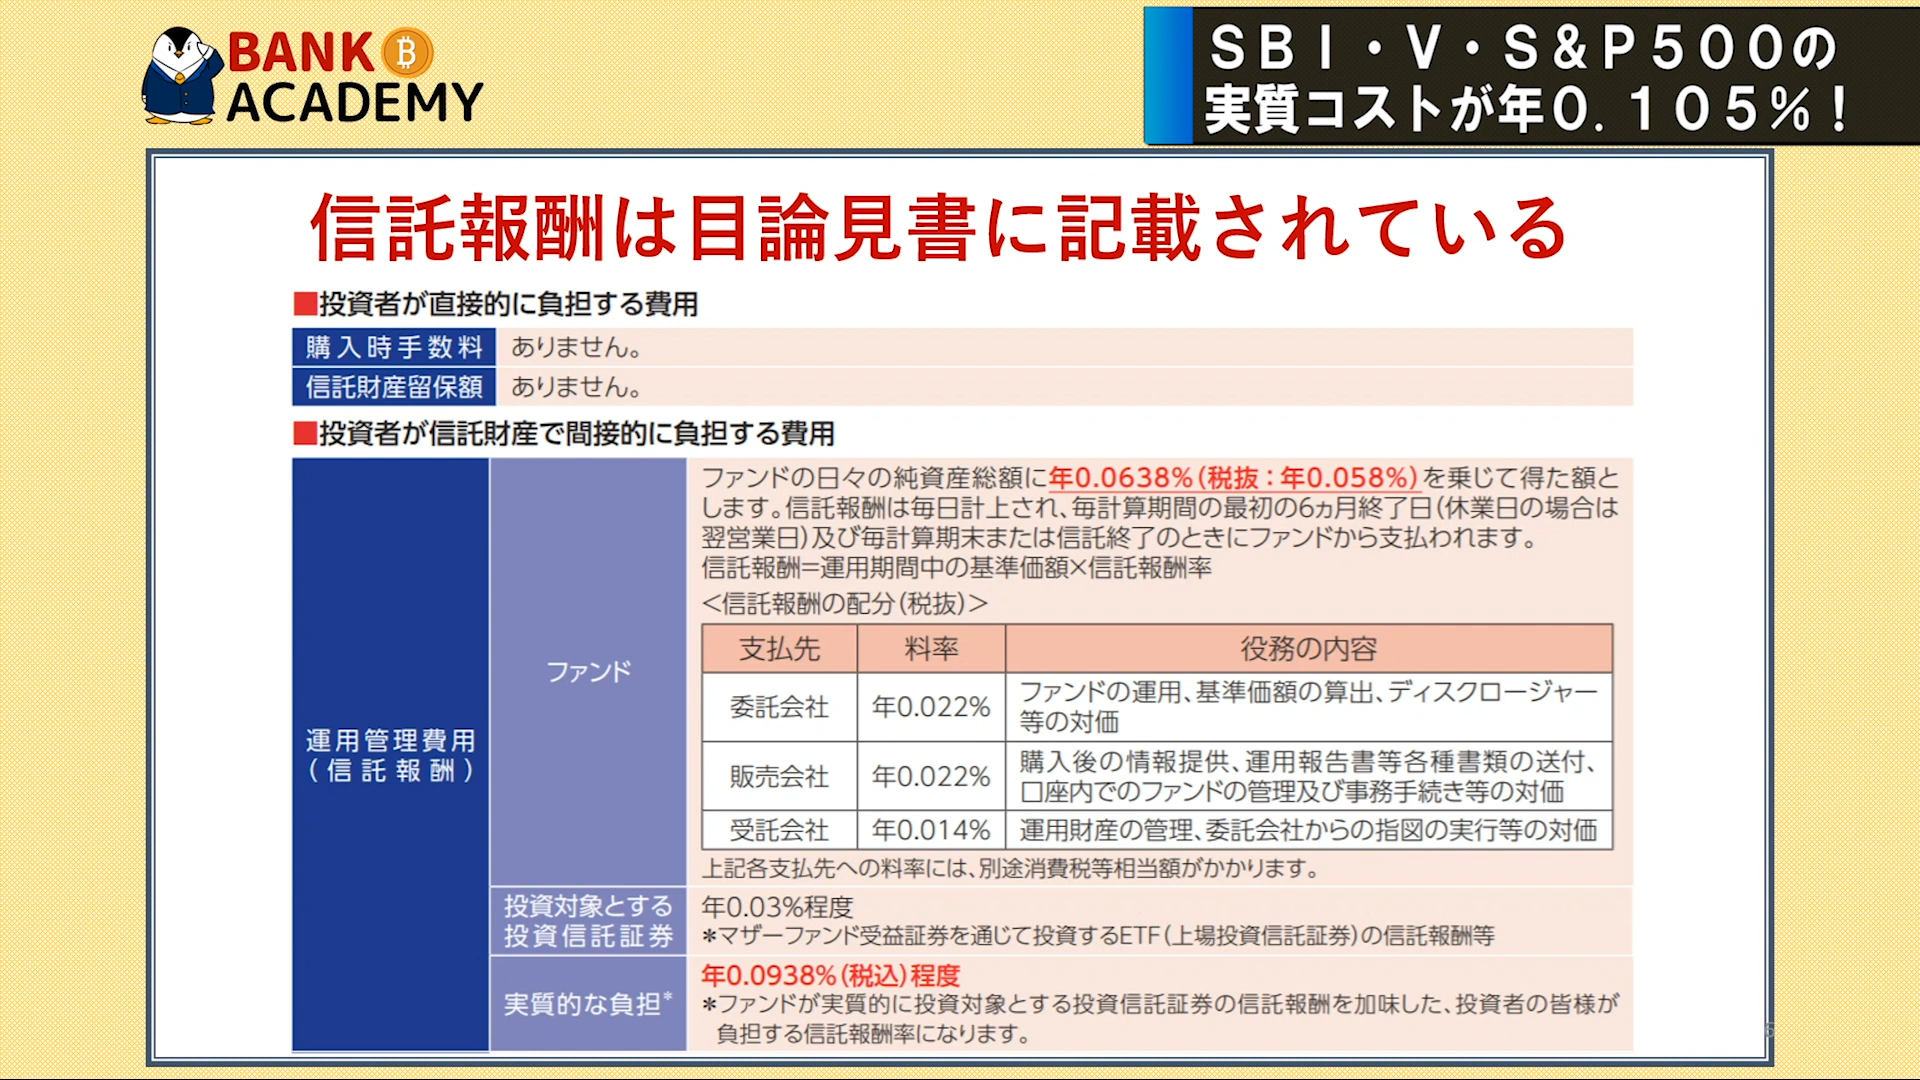 BANK
ACADEMY
SBI・V・S&P500の
実質コストが年0.105%!
信託報酬は目論見書に記載されている
■投資者が直接的に負担する費用
購入時手数料 ありません。
信託財産留保額 ありません。
■投資者が信託財産で間接的に負担する費用
運用管理費用
(信託報酬)
ファンド
ファンドの日々の純資産総額に年0.0638%(税抜:年0.058%)を乗じて得た額と
します。信託報酬は毎日計上され、毎計算期間の最初の6ヵ月終了日(休業日の場合は
翌営業日)及び毎計算期末または信託終了のときにファンドから支払われます。
信託報酬=運用期間中の基準価額×信託報酬率
<信託報酬の配分(税抜)>
支払先 料率 役務の内容
委託会社 年0.022% ファンドの運用、基準価額の算出、ディスクロージャー
等の対価
販売会社 年0.022% 購入後の情報提供、運用報告書等各種書類の送付、
口座内でのファンドの管理及び事務手続き等の対価
受託会社 年0.014% 運用財産の管理、委託会社からの指図の実行等の対価
上記各支払先への料率には、別途消費税等相当額がかかります。
投資対象とする
投資信託証券
年0.03%程度
*マザーファンド受益証券を通じて投資するETF(上場投資信託証券)の信託報酬等
実質的な負担*
年0.0938%(税込)程度
*ファンドが実質的に投資対象とする投資信託証券の信託報酬を加味した、投資者の皆様が
負担する信託報酬率になります。